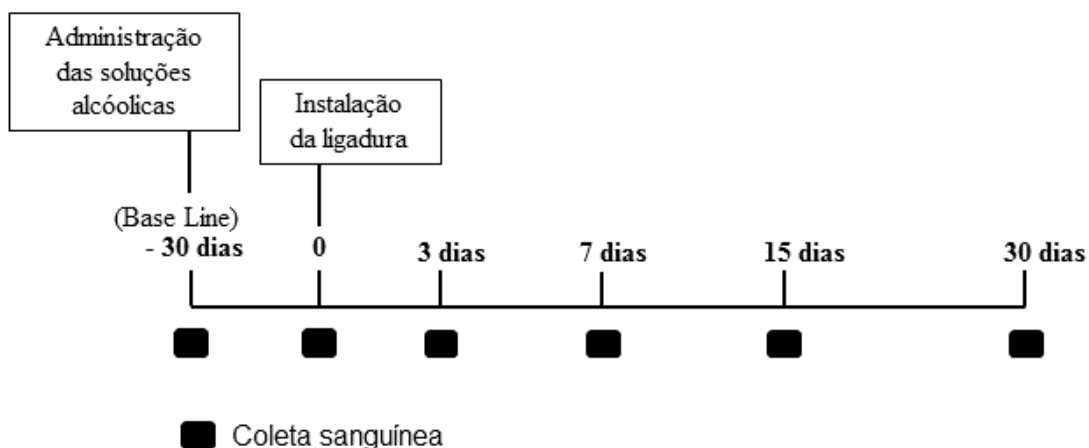 Administração
das soluções
alcóolicas
Instalação
da ligadura
(Base Line)
- 30 dias
0
3 dias
7 dias
15 dias
30 dias
Coleta sanguínea